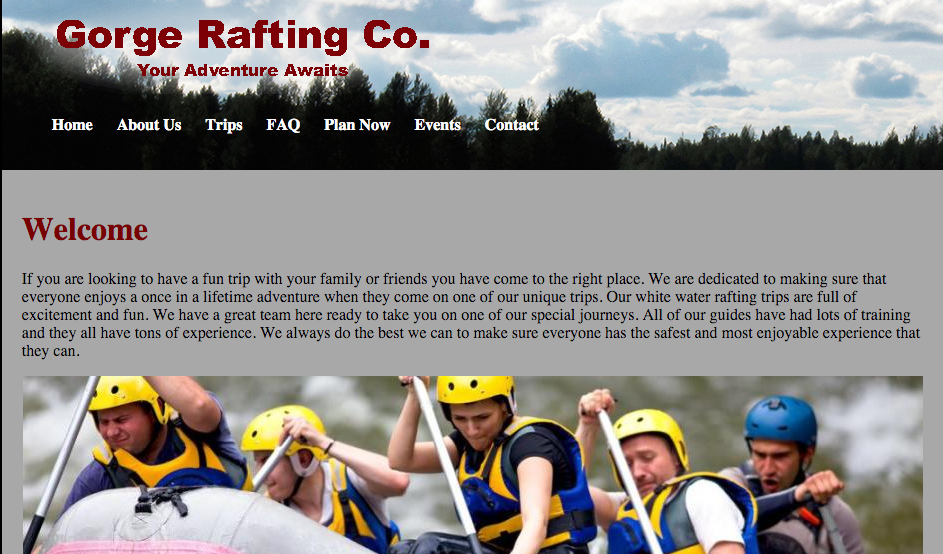 Gorge Rafting Co.
Your Adventure Awaits
Home About Us Trips FAQ Plan Now Events Contact
Welcome
If you are looking to have a fun trip with your family or friends you have come to the right place. We are dedicated to making sure that
everyone enjoys a once in a lifetime adventure when they come on one of our unique trips. Our white water rafting trips are full of
excitement and fun. We have a great team here ready to take you on one of our special journeys. All of our guides have had lots of training
and they all have tons of experience. We always do the best we can to make sure everyone has the safest and most enjoyable experience that
they can.